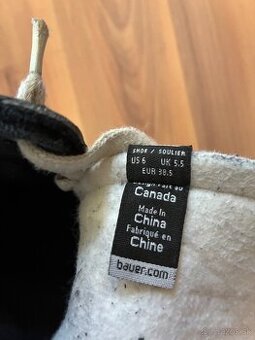 SHOE / SOULIER
US 6 UK 5.5
EUR 38.5
Canada
Made In
China
Fabriqué en
Chine
bauer.com